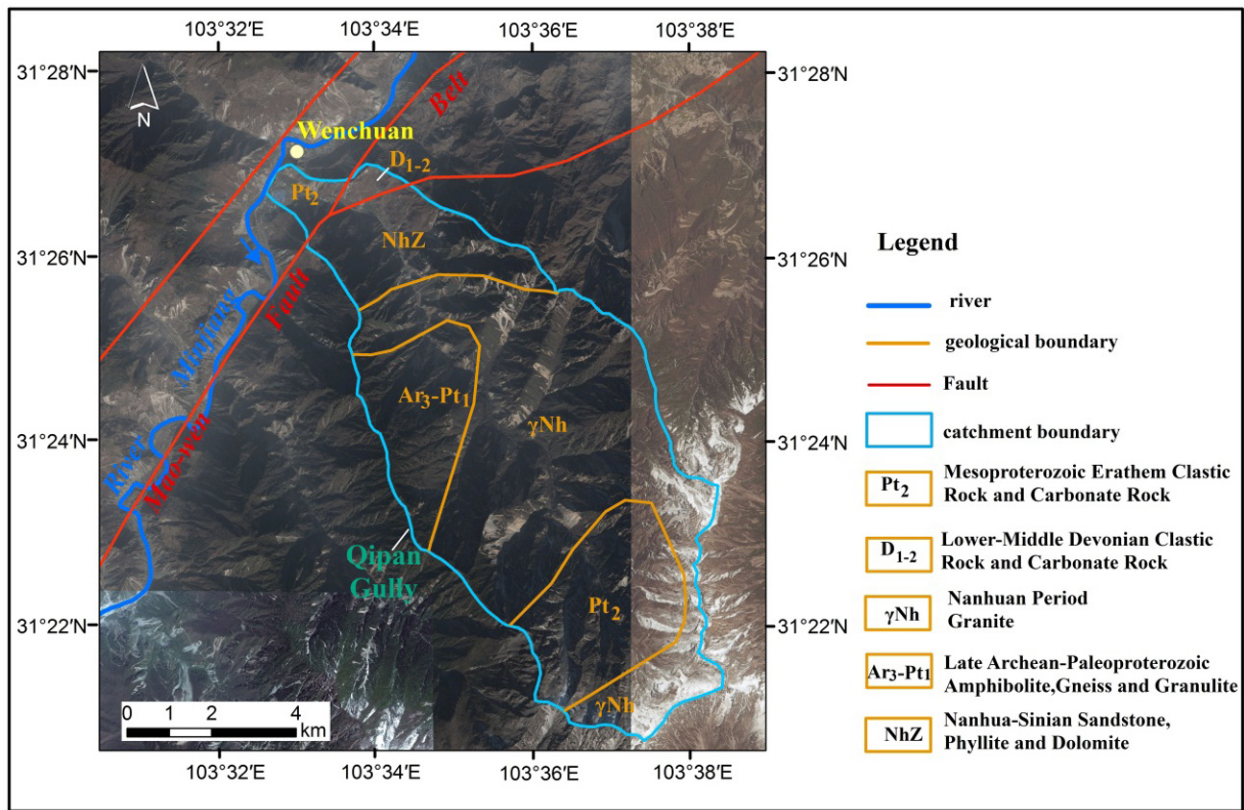 103°32′E 103°34′E 103°36′E 103°38′E
31°28′N 31°28′N
N
Belt
Wenchuan
D1-2
Pt2
NhZ
31°26′N 31°26′N
Fault
Minjiang
Ar3-Pt1
γNh
31°24′N 31°24′N
River
Mao-wen
Qipan
Gully
Pt2
31°22′N 31°22′N
γNh
0 1 2 4
km
103°32′E 103°34′E 103°36′E 103°38′E
Legend
river
geological boundary
Fault
catchment boundary
Pt2 Mesoproterozoic Erathem Clastic
Rock and Carbonate Rock
D1-2 Lower-Middle Devonian Clastic
Rock and Carbonate Rock
γNh Nanhuan Period
Granite
Ar3-Pt1 Late Archean-Paleoproterozoic
Amphibolite,Gneiss and Granulite
NhZ Nanhua-Sinian Sandstone,
Phyllite and Dolomite